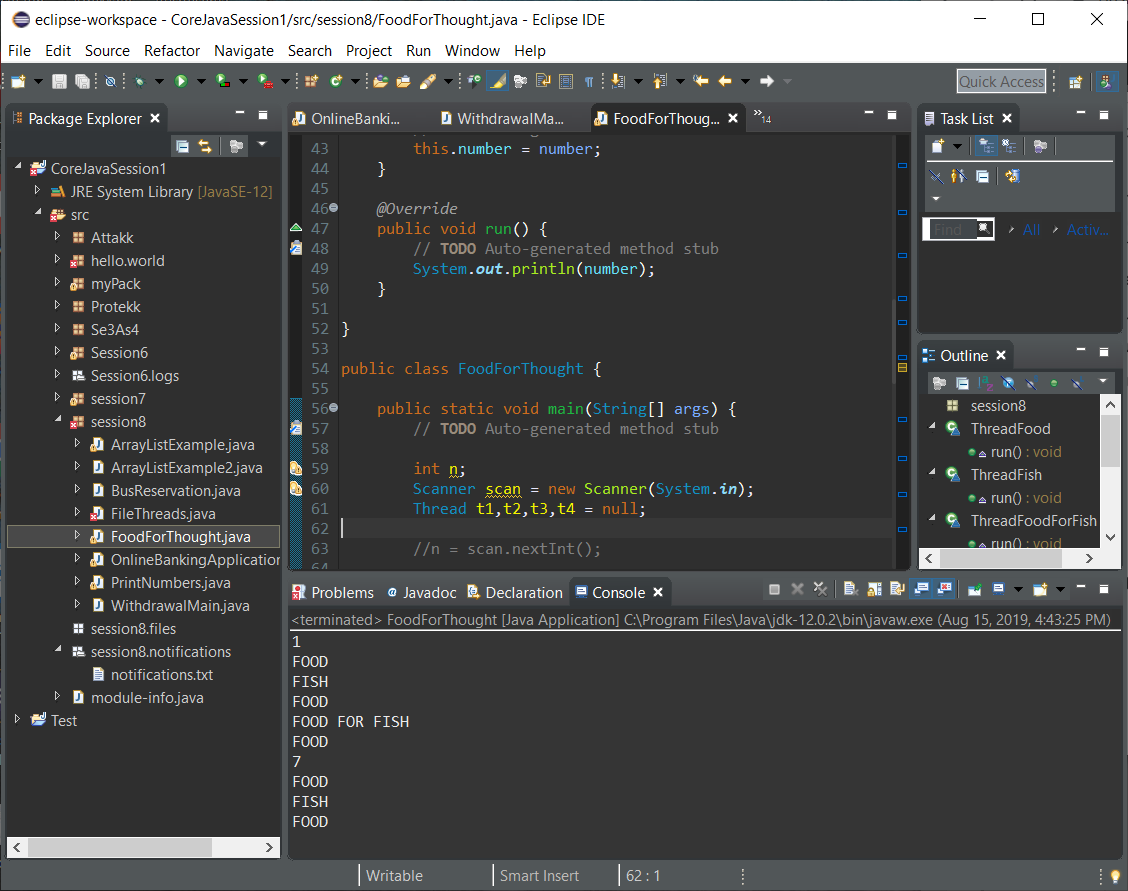 eclipse-workspace - CoreJavaSession1/src/session8/FoodForThought.java - Eclipse IDE
File Edit Source Refactor Navigate Search Project Run Window Help
Quick Access
Package Explorer
CoreJavaSession1
JRE System Library [JavaSE-12]
src
Attakk
hello.world
myPack
Protekk
Se3As4
Session6
Session6.logs
session7
session8
ArrayListExample.java
ArrayListExample2.java
BusReservation.java
FileThreads.java
FoodForThought.java
OnlineBankingApplication
PrintNumbers.java
WithdrawalMain.java
session8.files
session8.notifications
notifications.txt
module-info.java
Test
OnlineBanki... WithdrawalMa... FoodForThoug... »14
43 this.number = number;
44 }
45
46 @Override
47 public void run() {
48 // TODO Auto-generated method stub
49 System.out.println(number);
50 }
51
52 }
53
54 public class FoodForThought {
55
56 public static void main(String[] args) {
57 // TODO Auto-generated method stub
58
59 int n;
60 Scanner scan = new Scanner(System.in);
61 Thread t1,t2,t3,t4 = null;
62
63 //n = scan.nextInt();
64
Task List
Find All Activ...
Outline
session8
ThreadFood
run() : void
ThreadFish
run() : void
ThreadFoodForFish
run() : void
Problems @ Javadoc Declaration Console
<terminated> FoodForThought [Java Application] C:\Program Files\Java\jdk-12.0.2\bin\javaw.exe (Aug 15, 2019, 4:43:25 PM)
1
FOOD
FISH
FOOD
FOOD FOR FISH
FOOD
7
FOOD
FISH
FOOD
Writable Smart Insert 62 : 1